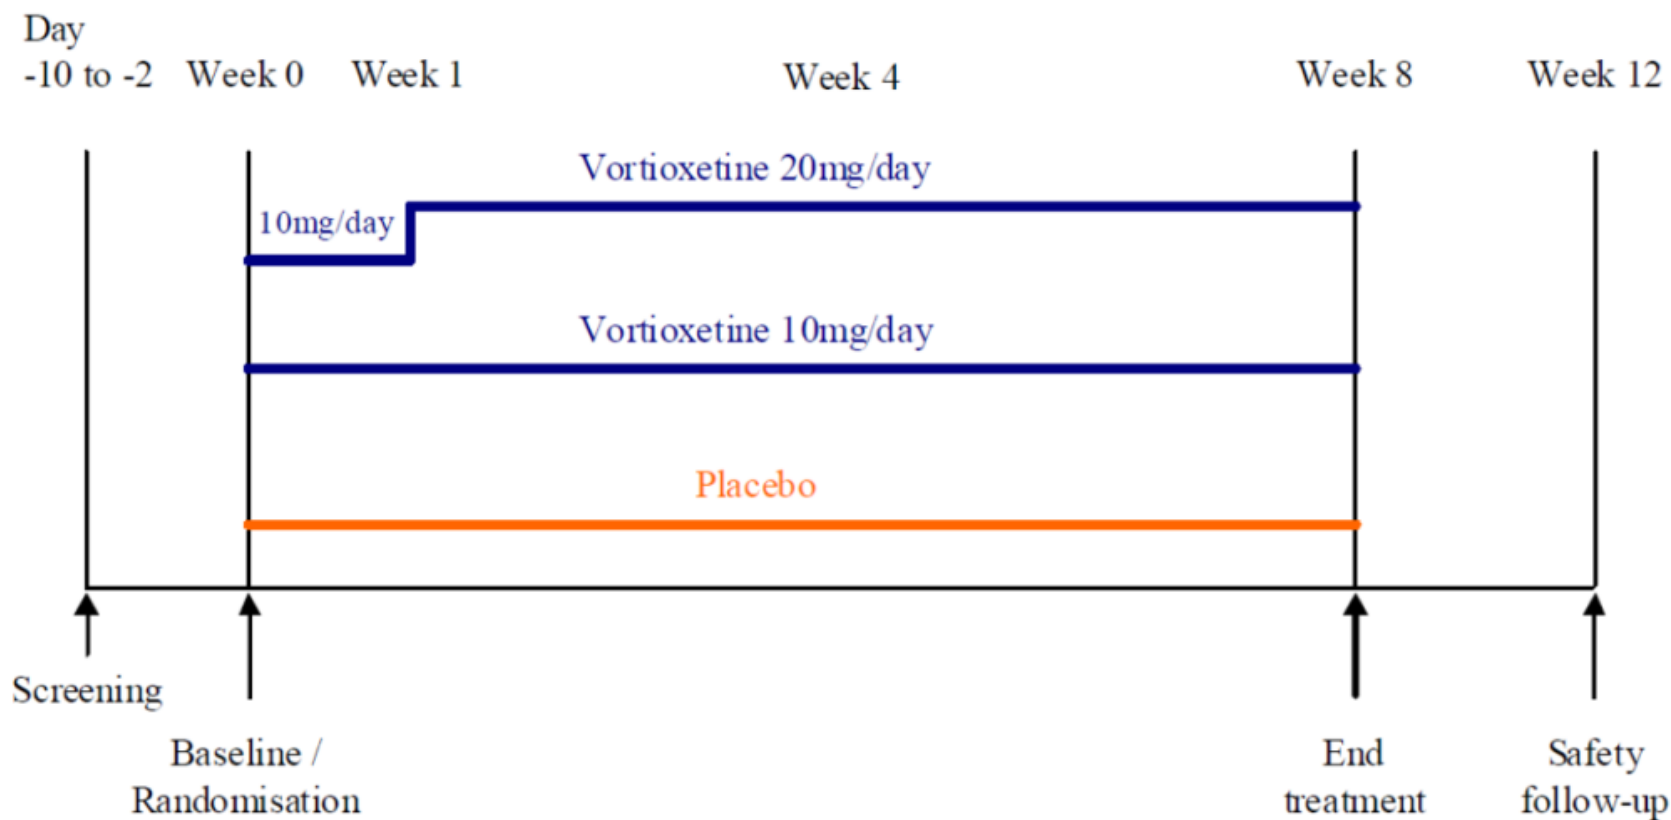 Day
-10 to -2 Week 0 Week 1 Week 4 Week 8 Week 12
Vortioxetine 20mg/day
10mg/day
Vortioxetine 10mg/day
Placebo
Screening
Baseline /
Randomisation
End
treatment
Safety
follow-up